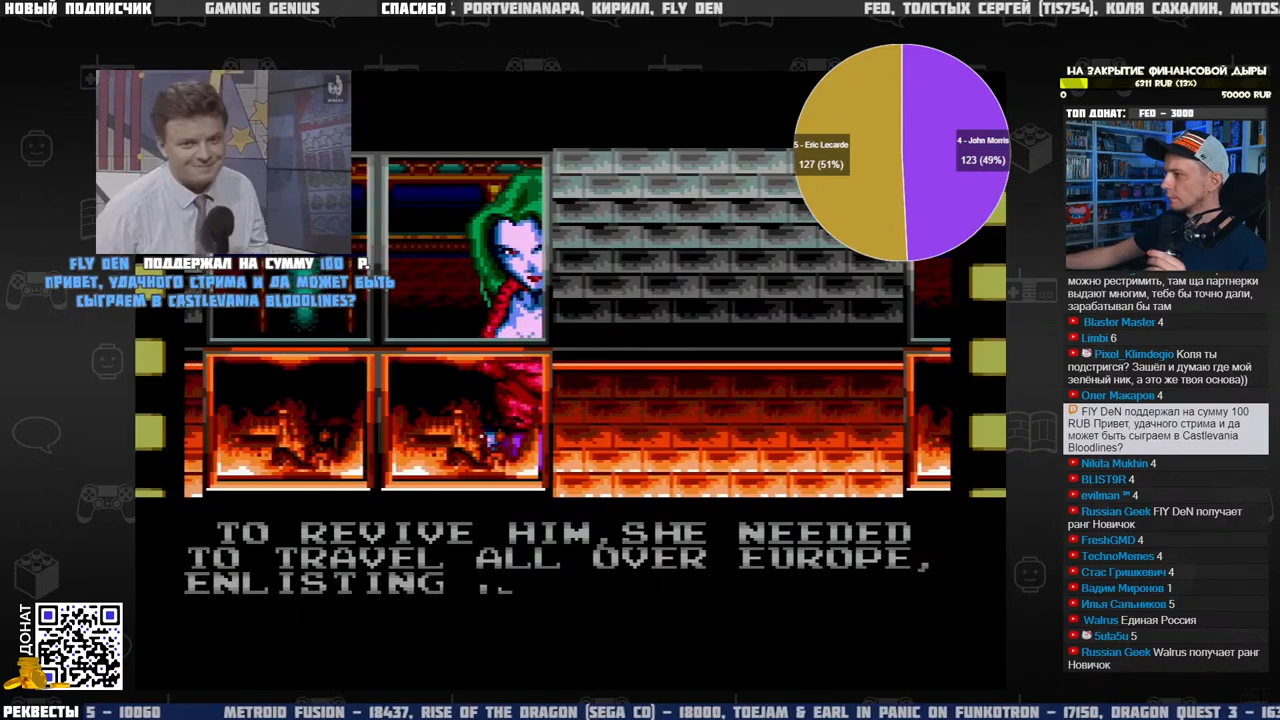 НОВЫЙ ПОДПИСЧИК GAMING GENIUS СПАСИБО , PORTVEINANAPA, КИРИЛЛ, FLY DEN FED, ТОЛСТЫХ СЕРГЕЙ (TIS754), КОЛЯ САХАЛИН, MOTOS
НА ЗАКРЫТИЕ ФИНАНСОВОЙ ДЫРЫ
6311 RUB (13%)
0 50000 RUB
ТОП ДОНАТ: FED - 3000
5 - Eric Lecarde
127 (51%)
4 - John Morris
123 (49%)
FLY DEN ПОДДЕРЖАЛ НА СУММУ 100 Р.
ПРИВЕТ, УДАЧНОГО СТРИМА И ДА МОЖЕТ БЫТЬ
СЫГРАЕМ В CASTLEVANIA BLOODLINES?
TO REVIVE HIM,SHE NEEDED
TO TRAVEL ALL OVER EUROPE,
ENLISTING ..
можно рестримить, там ща партнерки
выдают многим, тебе бы точно дали,
зарабатывал бы там
Blaster Master 4
Limbi 6
Pixel_Klimdegio Коля ты
подстригся? Зашёл и думаю где мой
зелёный ник, а это же твоя основа))
Олег Макаров 4
FlY DeN поддержал на сумму 100
RUB Привет, удачного стрима и да
может быть сыграем в Castlevania
Bloodlines?
Nikita Mukhin 4
BLIST9R 4
evilman ™ 4
Russian Geek FlY DeN получает
ранг Новичок
FreshGMD 4
TechnoMemes 4
Стас Гришкевич 4
Вадим Миронов 1
Илья Сальников 5
Walrus Единая Россия
5uta5u 5
Russian Geek Walrus получает ранг
Новичок
ДОНАТ
РЕКВЕСТЫ 5 - 10060 METROID FUSION - 18437, RISE OF THE DRAGON (SEGA CD) - 18000, TOEJAM & EARL IN PANIC ON FUNKOTRON - 17150, DRAGON QUEST 3 - 163